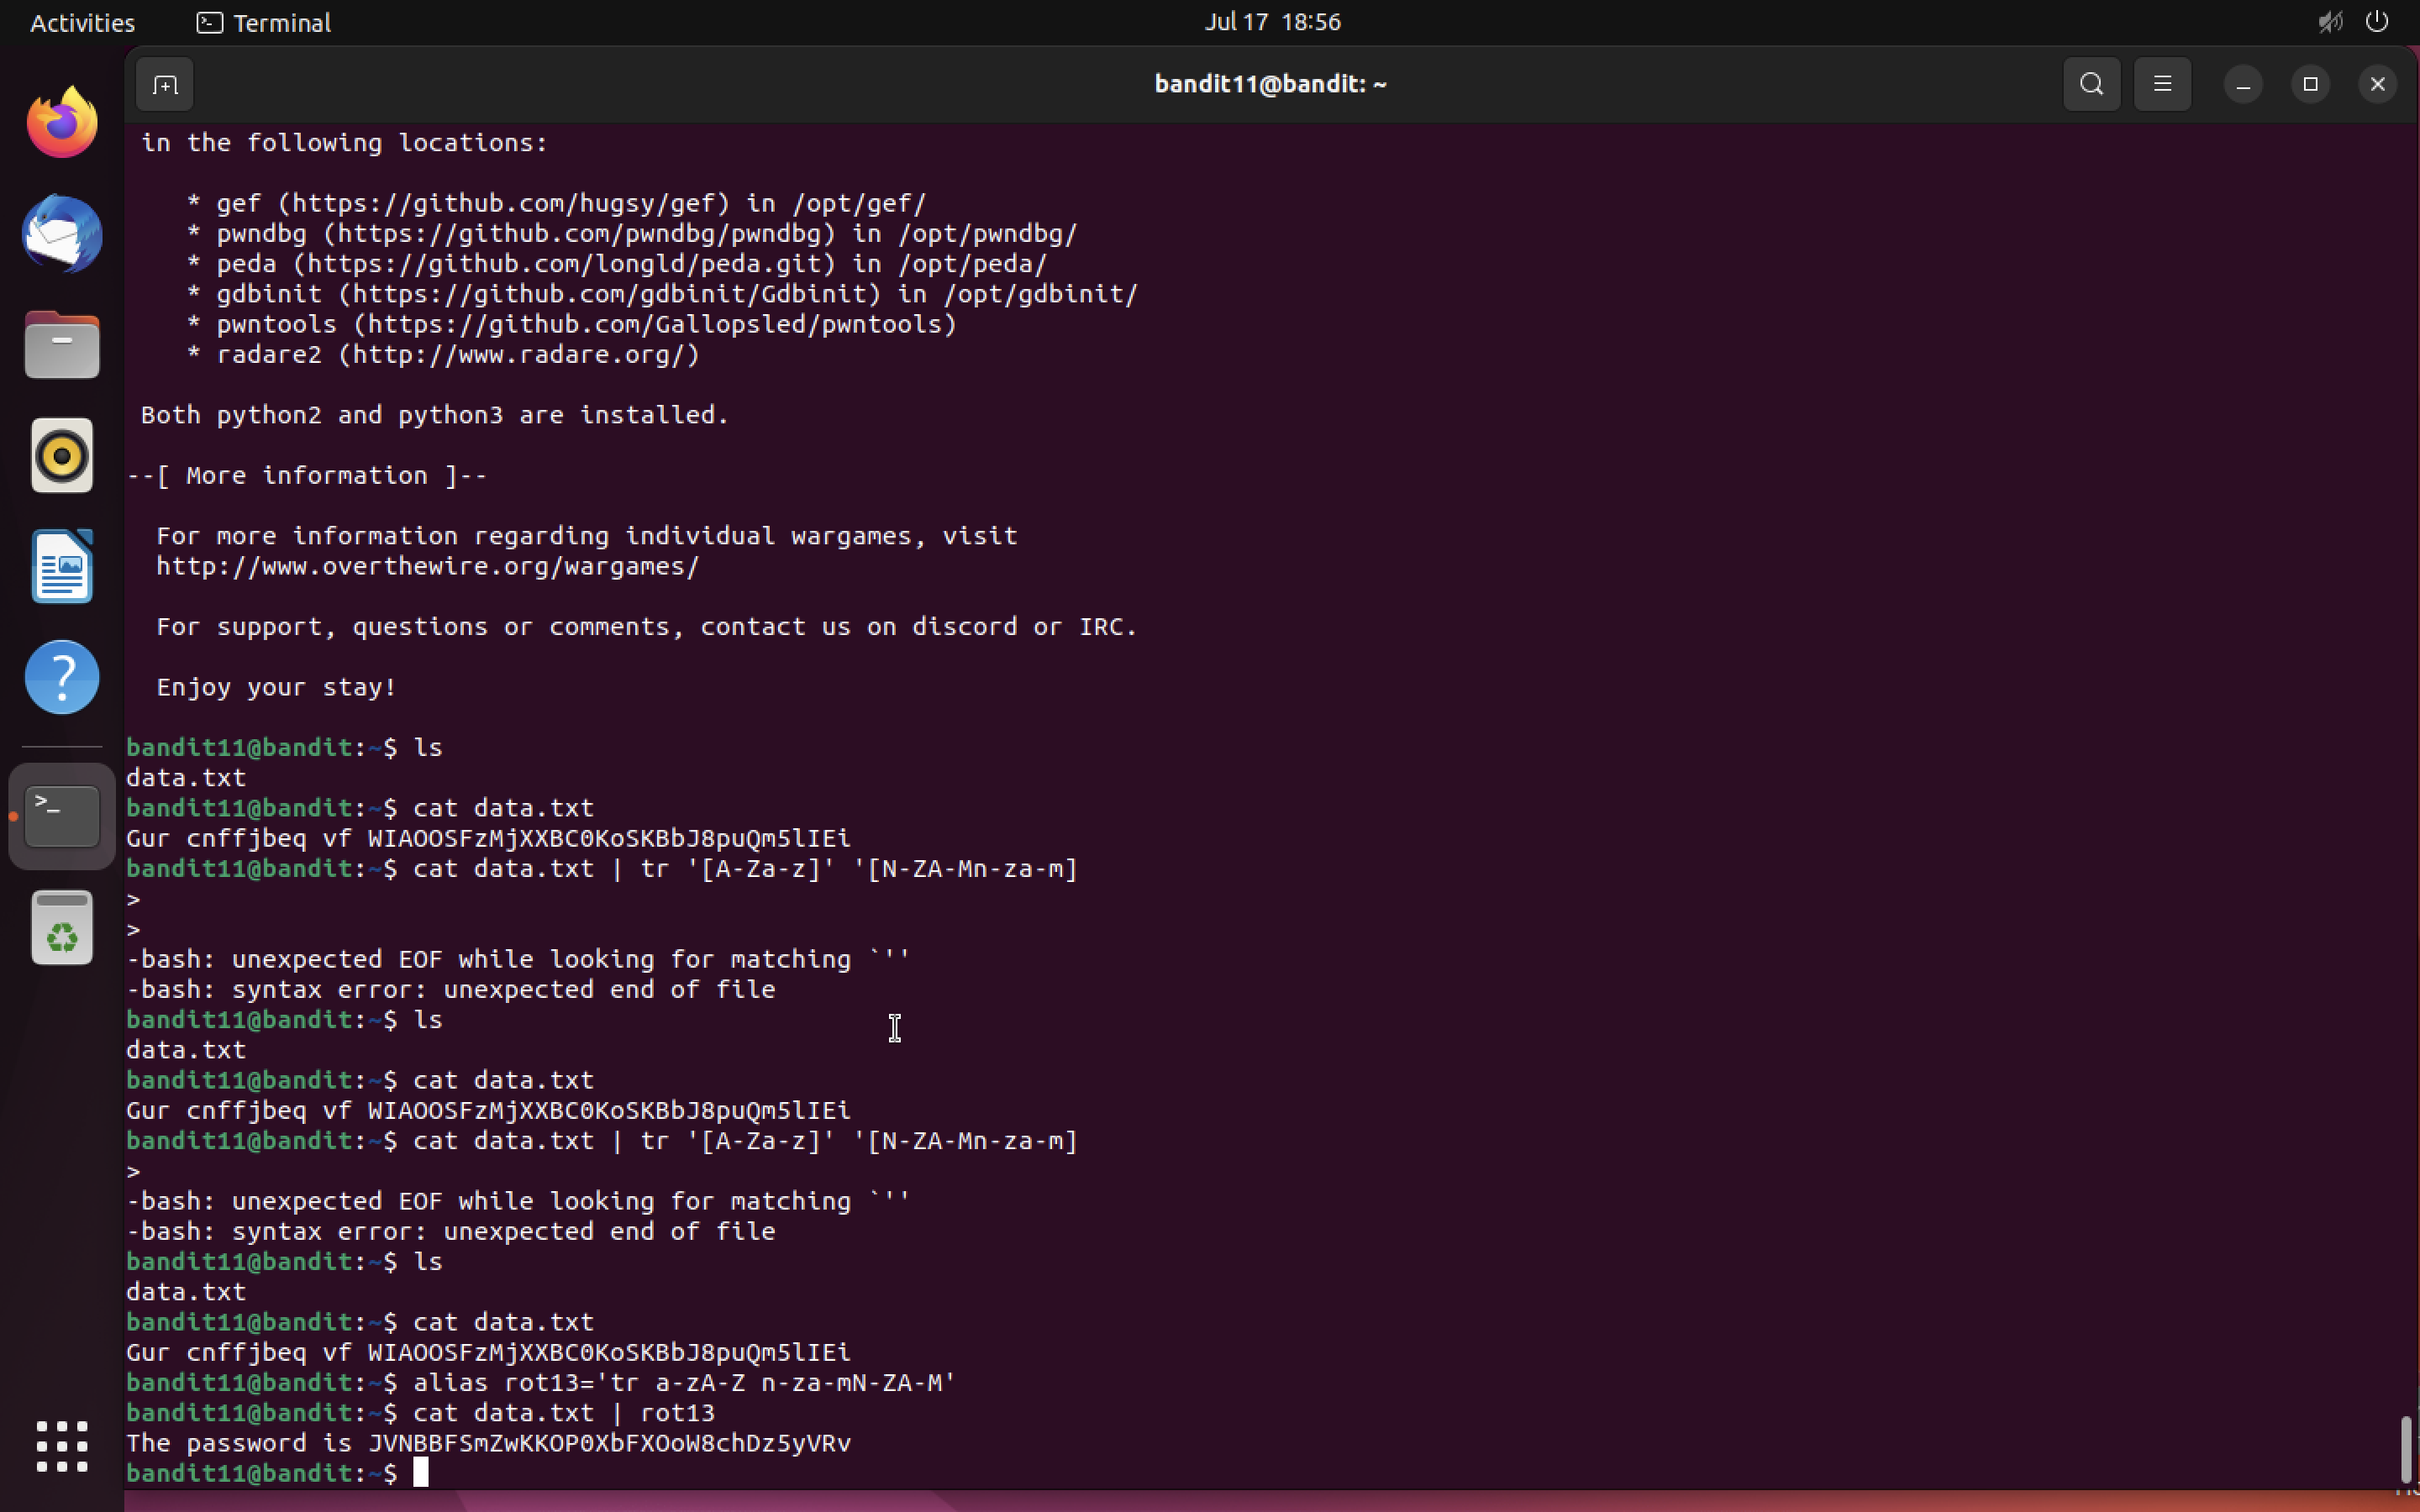 Activities
Terminal
Jul 17 18:56
bandit11@bandit: ~
in the following locations:
* gef (https://github.com/hugsy/gef) in /opt/gef/
* pwndbg (https://github.com/pwndbg/pwndbg) in /opt/pwndbg/
* peda (https://github.com/longld/peda.git) in /opt/peda/
* gdbinit (https://github.com/gdbinit/Gdbinit) in /opt/gdbinit/
* pwntools (https://github.com/Gallopsled/pwntools)
* radare2 (http://www.radare.org/)
Both python2 and python3 are installed.
--[ More information ]--
For more information regarding individual wargames, visit
http://www.overthewire.org/wargames/
For support, questions or comments, contact us on discord or IRC.
Enjoy your stay!
bandit11@bandit:~$ ls
data.txt
bandit11@bandit:~$ cat data.txt
Gur cnffjbeq vf WIAOOSFzMjXXBC0KoSKBbJ8puQm5lIEi
bandit11@bandit:~$ cat data.txt | tr '[A-Za-z]' '[N-ZA-Mn-za-m]
>
>
-bash: unexpected EOF while looking for matching `''
-bash: syntax error: unexpected end of file
bandit11@bandit:~$ ls
data.txt
bandit11@bandit:~$ cat data.txt
Gur cnffjbeq vf WIAOOSFzMjXXBC0KoSKBbJ8puQm5lIEi
bandit11@bandit:~$ cat data.txt | tr '[A-Za-z]' '[N-ZA-Mn-za-m]
>
-bash: unexpected EOF while looking for matching `''
-bash: syntax error: unexpected end of file
bandit11@bandit:~$ ls
data.txt
bandit11@bandit:~$ cat data.txt
Gur cnffjbeq vf WIAOOSFzMjXXBC0KoSKBbJ8puQm5lIEi
bandit11@bandit:~$ alias rot13='tr a-zA-Z n-za-mN-ZA-M'
bandit11@bandit:~$ cat data.txt | rot13
The password is JVNBBFSmZwKKOP0XbFXOoW8chDz5yVRv
bandit11@bandit:~$